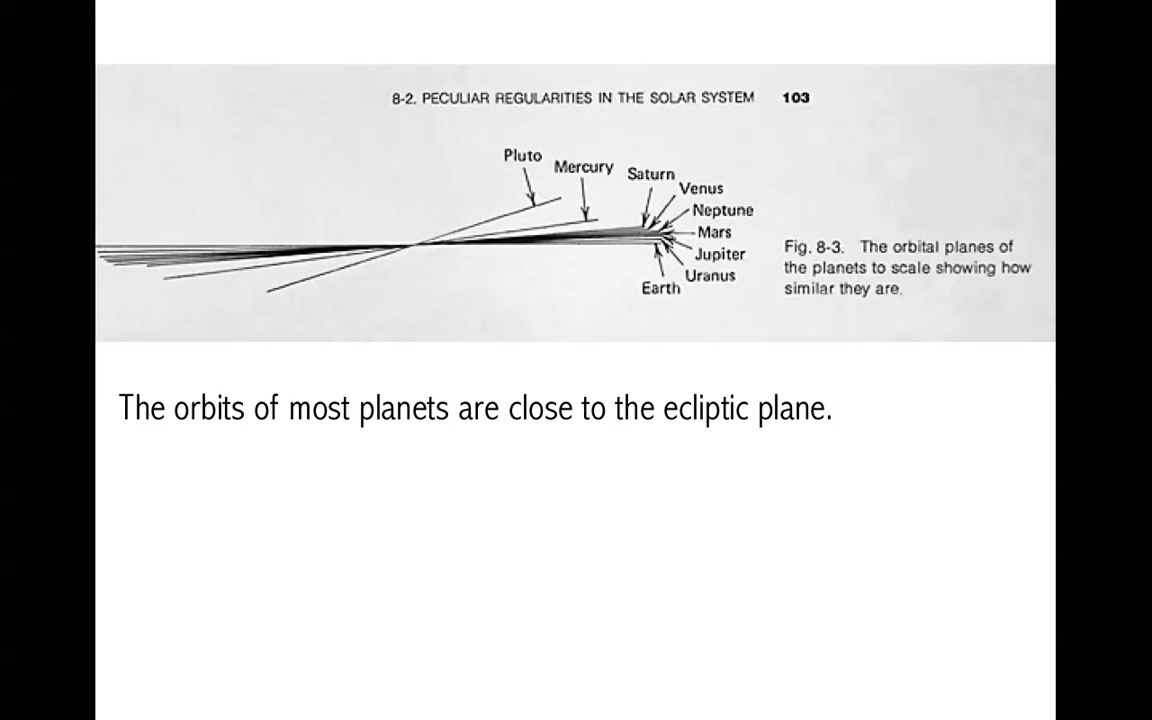 8-2. PECULIAR REGULARITIES IN THE SOLAR SYSTEM 103
Pluto
Mercury
Saturn
Venus
Neptune
Mars
Jupiter
Uranus
Earth
Fig. 8-3. The orbital planes of
the planets to scale showing how
similar they are.
The orbits of most planets are close to the ecliptic plane.